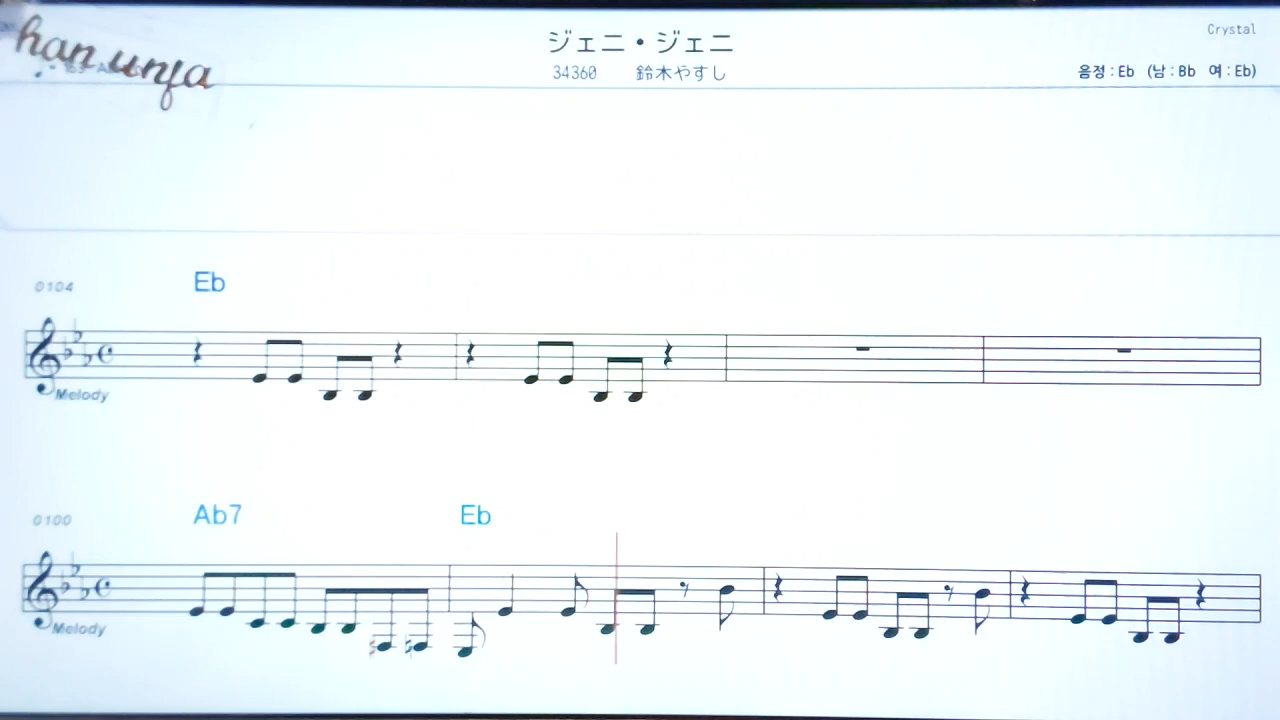 han unja
ジェニ・ジェニ
Crystal
34360 鈴木やすし
음정:Eb (남:Bb 여:Eb)
0104 Eb
Melody
0100 Ab7 Eb
Melody